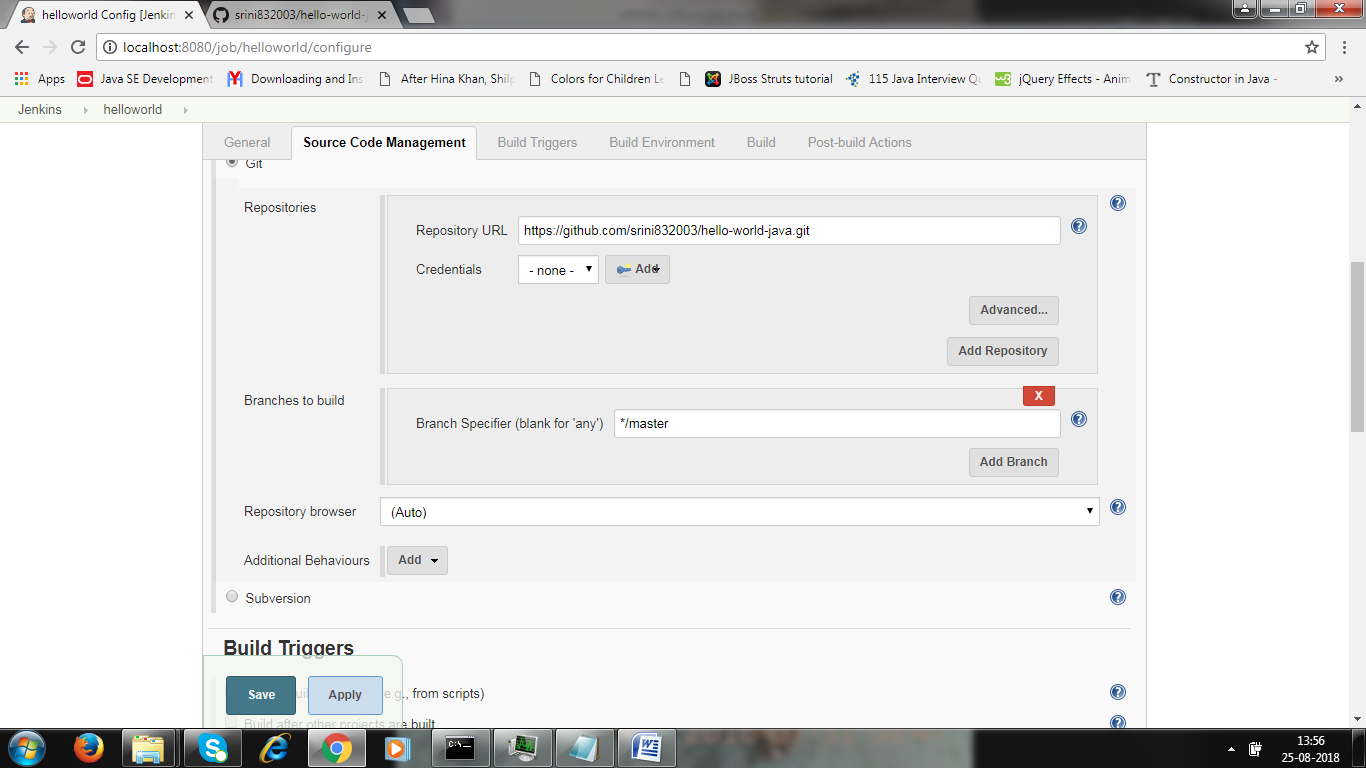 helloworld Config [Jenkin
srini832003/hello-world-j
localhost:8080/job/helloworld/configure
Apps
Java SE Development
Downloading and Ins
After Hina Khan, Shilp
Colors for Children Le
JBoss Struts tutorial
115 Java Interview Qu
jQuery Effects - Anim
Constructor in Java -
»
Jenkins
helloworld
General
Source Code Management
Build Triggers
Build Environment
Build
Post-build Actions
Git
Repositories
Repository URL
https://github.com/srini832003/hello-world-java.git
Credentials
- none -
Add
Advanced...
Add Repository
Branches to build
X
Branch Specifier (blank for 'any')
*/master
Add Branch
Repository browser
(Auto)
Additional Behaviours
Add
Subversion
Build Triggers
Save
Apply
, from scripts)
Build after other projects are built
13:56
25-08-2018